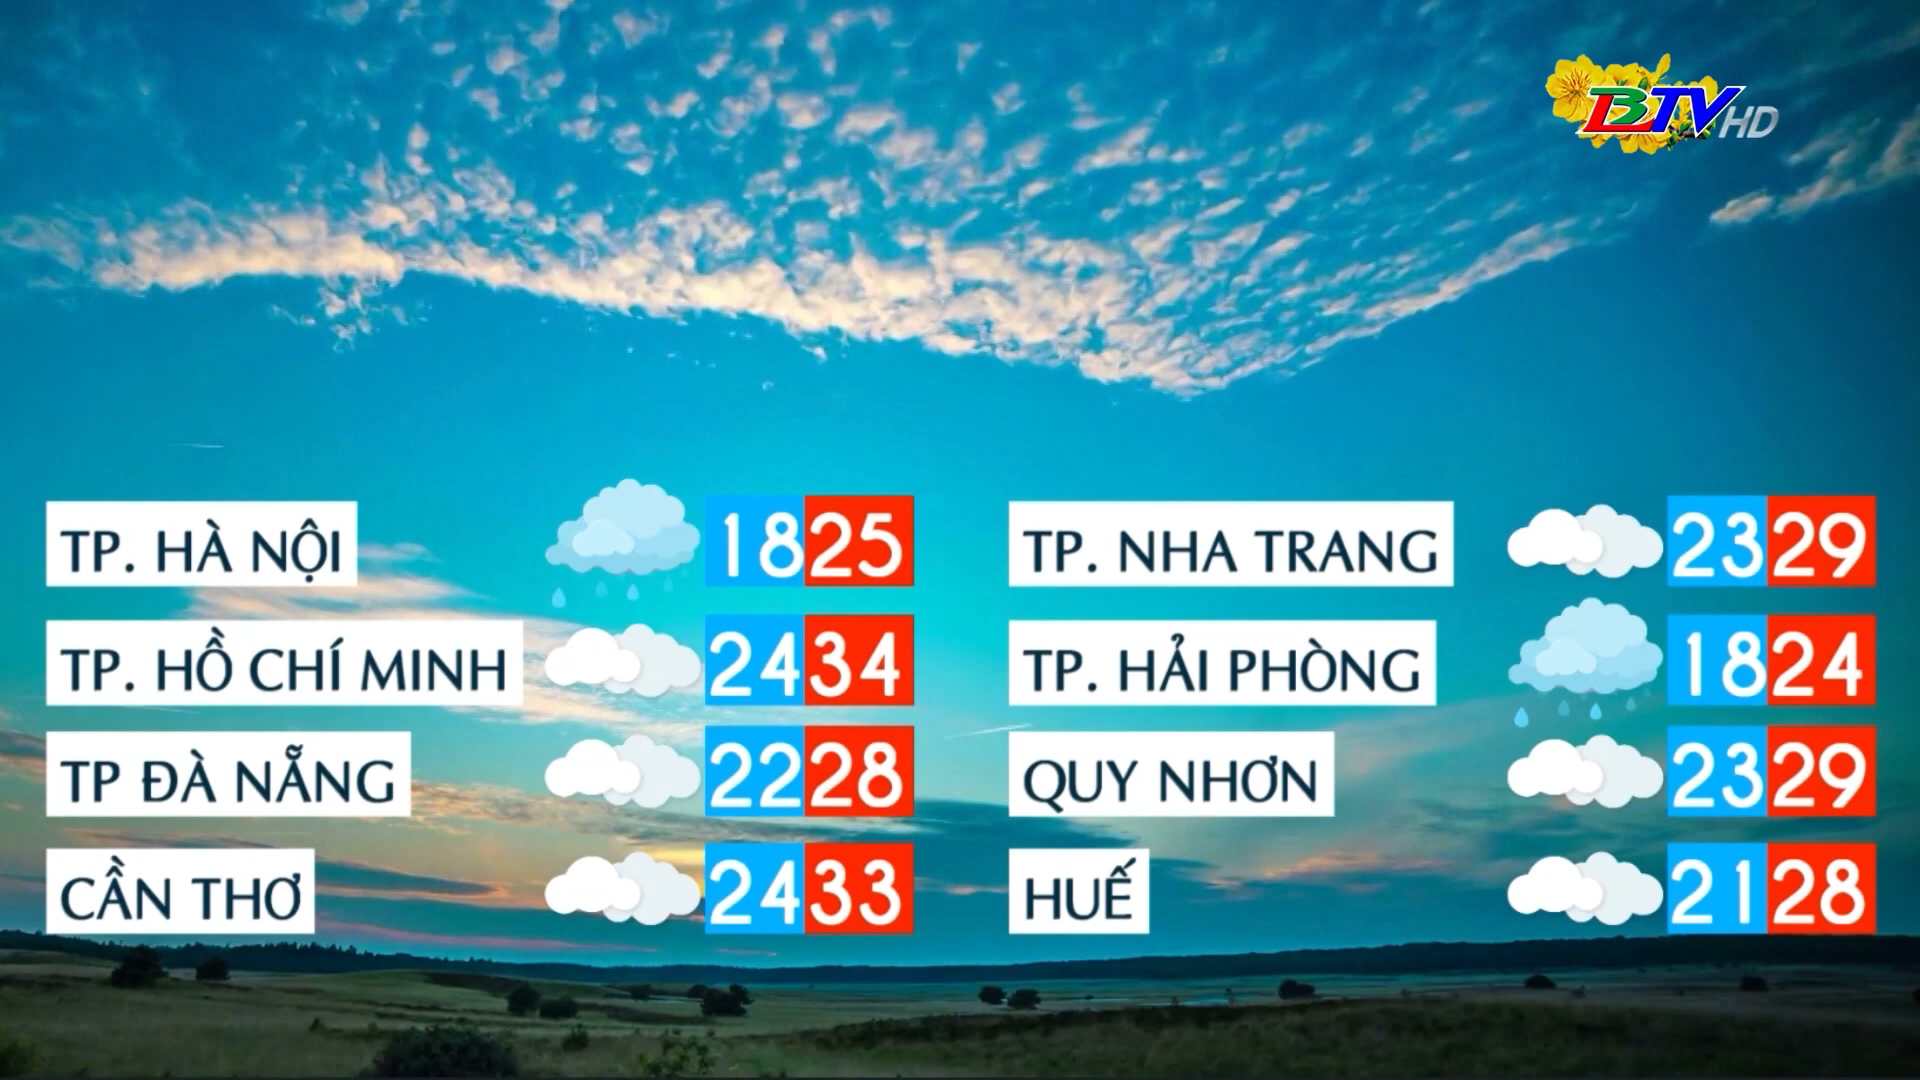 BTV HD
TP. HÀ NỘI 18 25
TP. HỒ CHÍ MINH 24 34
TP ĐÀ NẴNG 22 28
CẦN THƠ 24 33
TP. NHA TRANG 23 29
TP. HẢI PHÒNG 18 24
QUY NHƠN 23 29
HUẾ 21 28